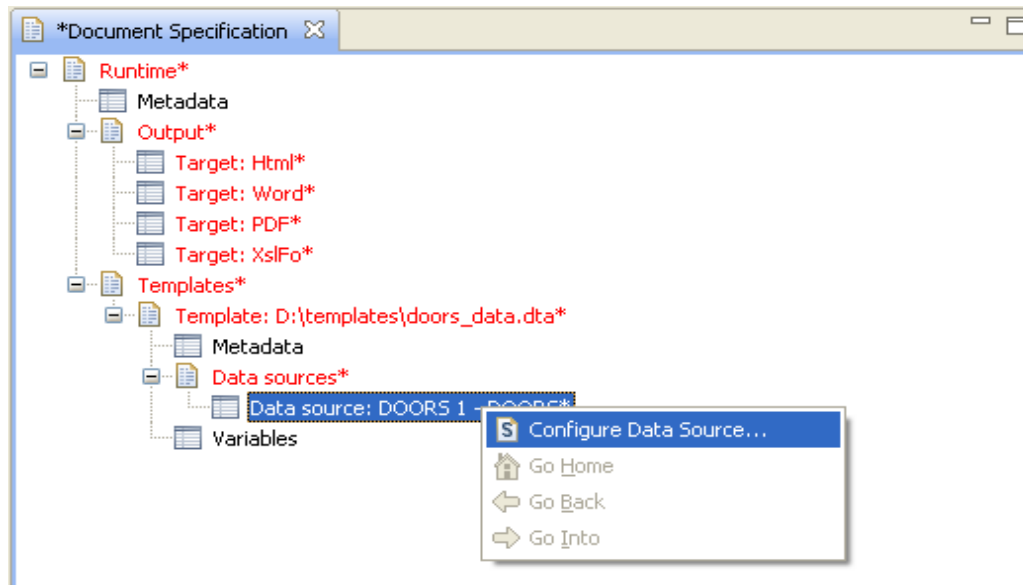 *Document Specification
Runtime*
Metadata
Output*
Target: Html*
Target: Word*
Target: PDF*
Target: XslFo*
Templates*
Template: D:\templates\doors_data.dta*
Metadata
Data sources*
Data source: DOORS 1 - DOORS*
Variables
S Configure Data Source...
Go Home
Go Back
Go Into